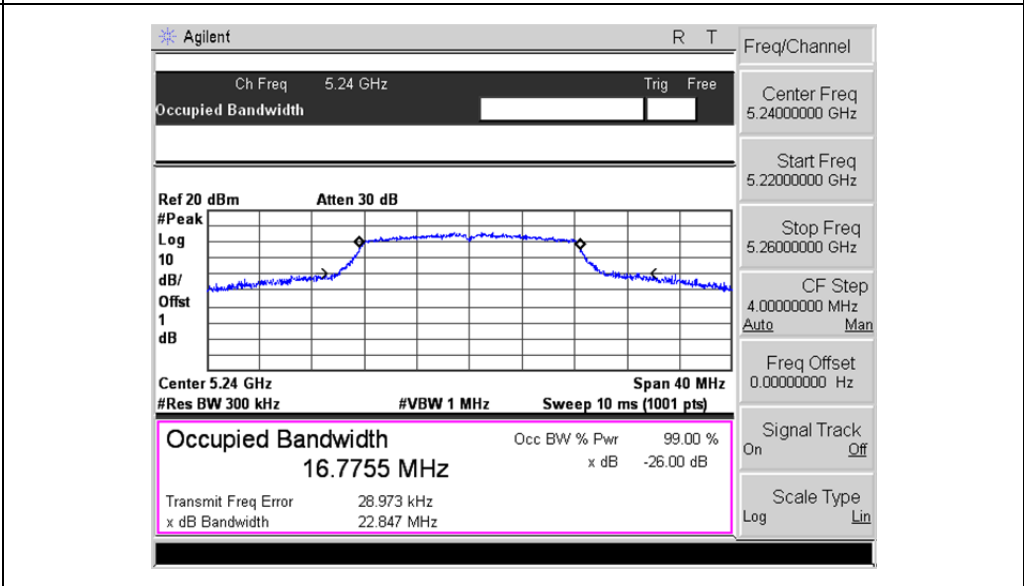 Agilent R T
Ch Freq 5.24 GHz Trig Free
Occupied Bandwidth
Ref 20 dBm Atten 30 dB
#Peak
Log
10
dB/
Offst
1
dB
Center 5.24 GHz Span 40 MHz
#Res BW 300 kHz #VBW 1 MHz Sweep 10 ms (1001 pts)
Occupied Bandwidth Occ BW % Pwr 99.00 %
16.7755 MHz x dB -26.00 dB
Transmit Freq Error 28.973 kHz
x dB Bandwidth 22.847 MHz
Freq/Channel
Center Freq
5.24000000 GHz
Start Freq
5.22000000 GHz
Stop Freq
5.26000000 GHz
CF Step
4.00000000 MHz
Auto Man
Freq Offset
0.00000000 Hz
Signal Track
On Off
Scale Type
Log Lin